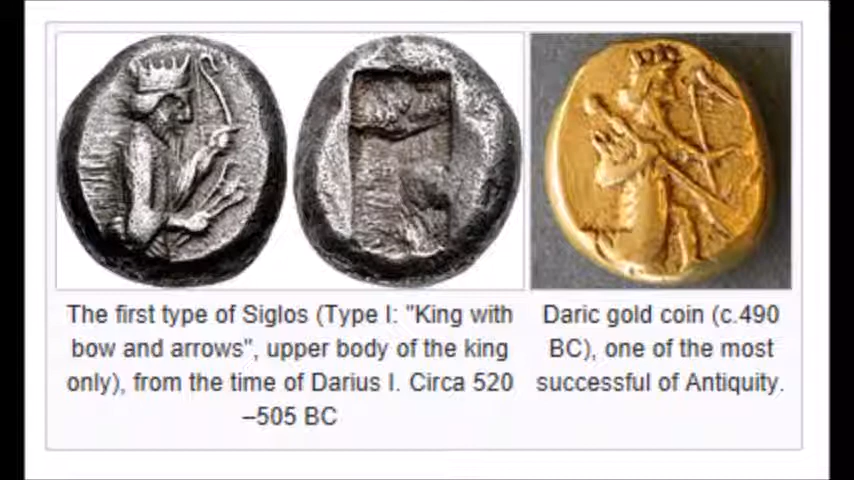 The first type of Siglos (Type I: "King with
bow and arrows", upper body of the king
only), from the time of Darius I. Circa 520
–505 BC
Daric gold coin (c.490
BC), one of the most
successful of Antiquity.